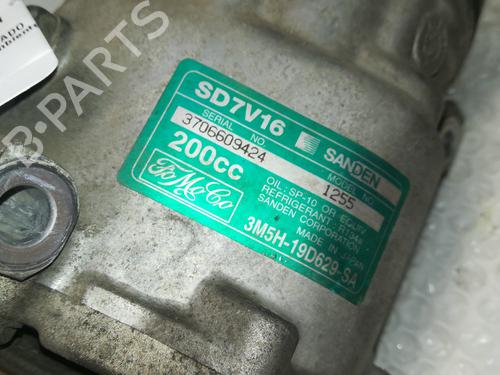 SD7V16 SANDEN
SERIAL NO MODEL NO
3706609424 1255
200CC OIL: SP-10 OR EQUIV
REFRIGERANT: R134a
FoMoCo SANDEN CORPORATION
MADE IN JAPAN
3M5H-19D629-SA
B-PARTS